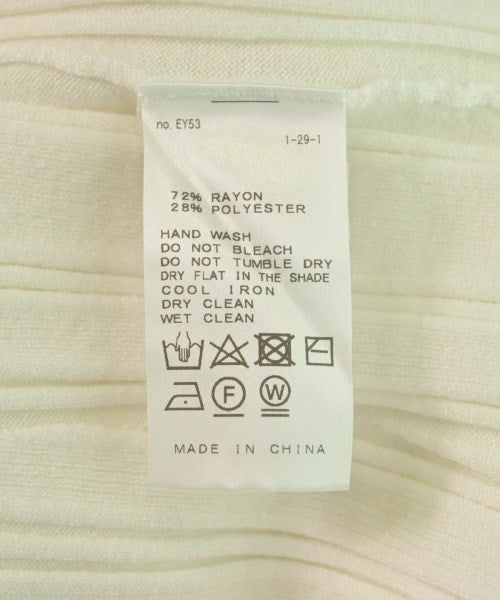 no. EY53
1-29-1
72% RAYON
28% POLYESTER
HAND WASH
DO NOT BLEACH
DO NOT TUMBLE DRY
DRY FLAT IN THE SHADE
COOL IRON
DRY CLEAN
WET CLEAN
F W
MADE IN CHINA